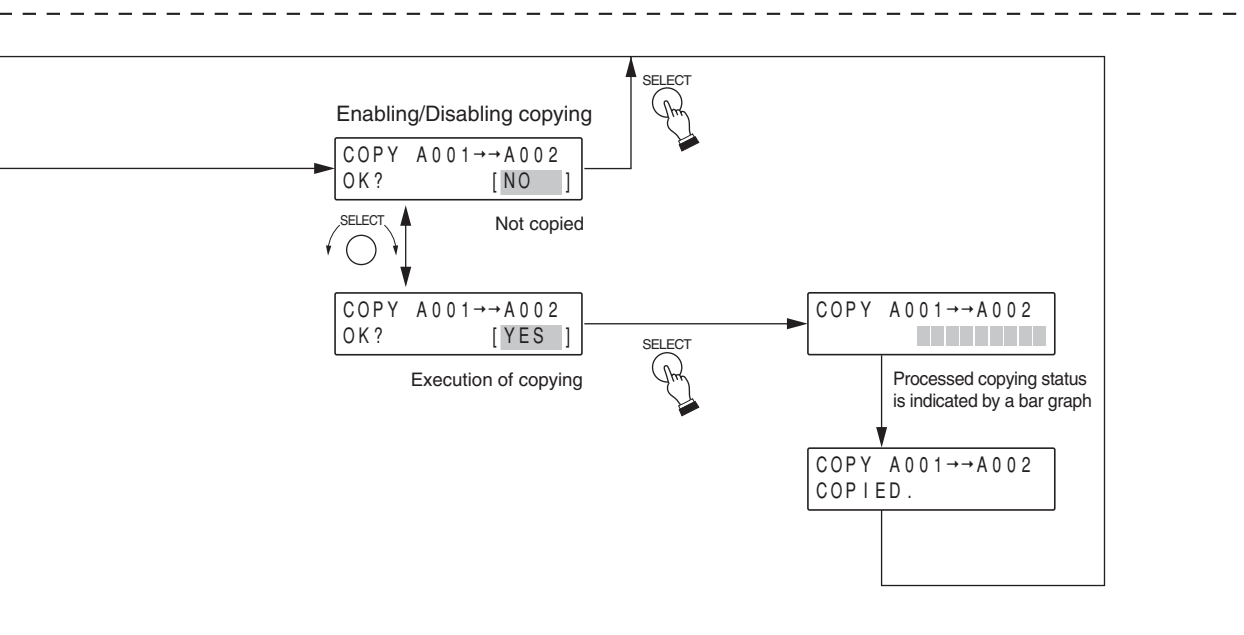 SELECT
Enabling/Disabling copying
COPY A001→→A002
OK? [NO ]
Not copied
SELECT
COPY A001→→A002
OK? [YES ]
Execution of copying
SELECT
COPY A001→→A002
Processed copying status
is indicated by a bar graph
COPY A001→→A002
COPIED.